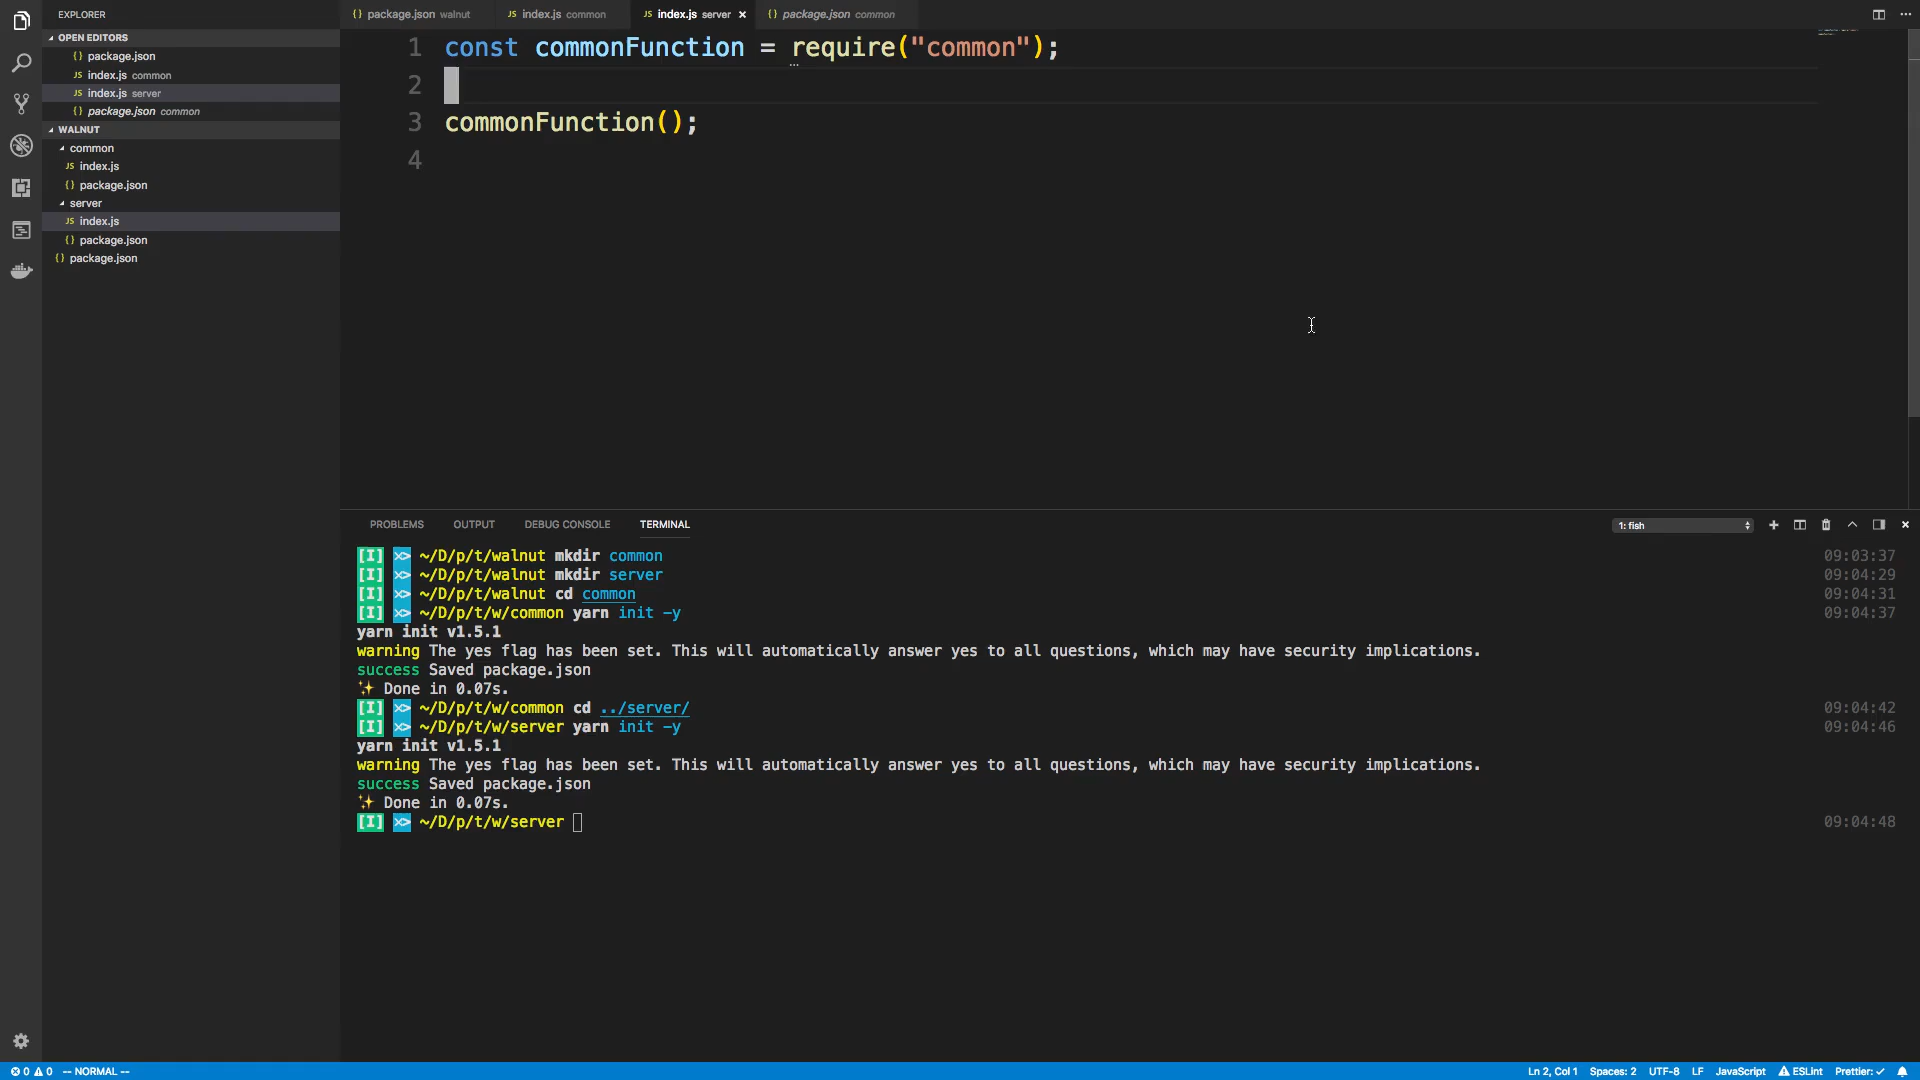 EXPLORER
OPEN EDITORS
{} package.json
JS index.js common
JS index.js server
{} package.json common
WALNUT
common
JS index.js
{} package.json
server
JS index.js
{} package.json
{} package.json
{} package.json walnut
JS index.js common
JS index.js server ×
{} package.json common
1 const commonFunction = require("common");
2
3 commonFunction();
4
PROBLEMS OUTPUT DEBUG CONSOLE TERMINAL
1: fish
[I] >> ~/D/p/t/walnut mkdir common 09:03:37
[I] >> ~/D/p/t/walnut mkdir server 09:04:29
[I] >> ~/D/p/t/walnut cd common 09:04:31
[I] >> ~/D/p/t/w/common yarn init -y 09:04:37
yarn init v1.5.1
warning The yes flag has been set. This will automatically answer yes to all questions, which may have security implications.
success Saved package.json
✨ Done in 0.07s.
[I] >> ~/D/p/t/w/common cd ../server/ 09:04:42
[I] >> ~/D/p/t/w/server yarn init -y 09:04:46
yarn init v1.5.1
warning The yes flag has been set. This will automatically answer yes to all questions, which may have security implications.
success Saved package.json
✨ Done in 0.07s.
[I] >> ~/D/p/t/w/server 09:04:48
0 0 -- NORMAL --
Ln 2, Col 1 Spaces: 2 UTF-8 LF JavaScript ESLint Prettier: ✓